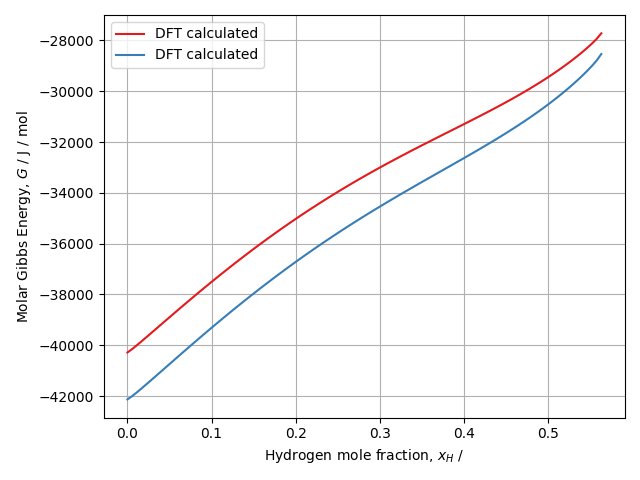 DFT calculated
DFT calculated
−28000
−30000
−32000
−34000
−36000
−38000
−40000
−42000
Molar Gibbs Energy, G / J / mol
0.0 0.1 0.2 0.3 0.4 0.5
Hydrogen mole fraction, x_H /